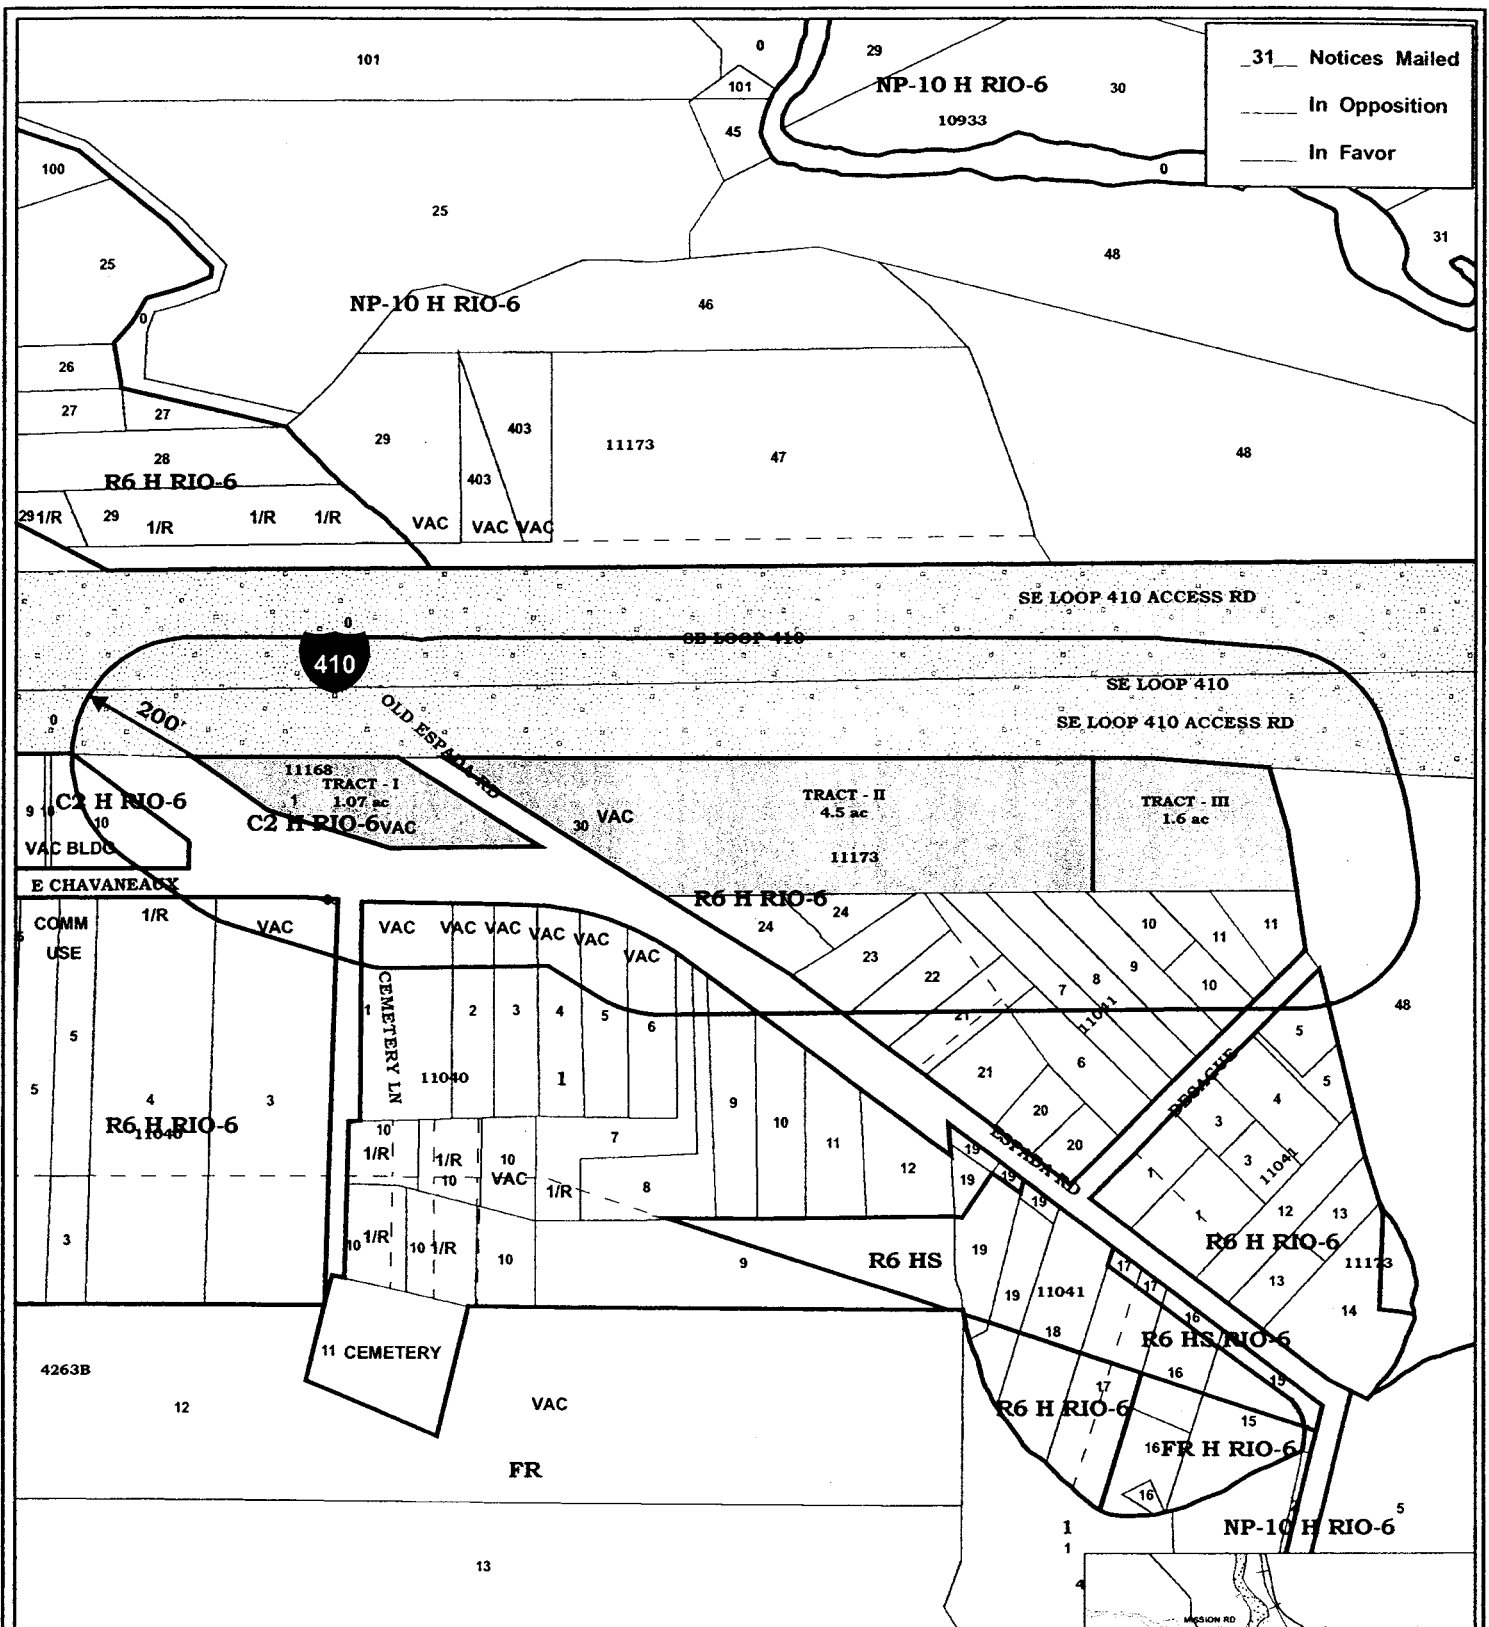 _31__ Notices Mailed
____ In Opposition
____ In Favor
101
0
29
NP-10 H RIO-6
30
101
10933
45
0
100
25
31
25
48
NP-10 H RIO-6
46
0
26
27
27
29
403
11173
47
48
28
R6 H RIO-6
403
29 1/R
29
1/R
1/R
1/R
VAC
VAC
VAC
SE LOOP 410 ACCESS RD
0
SE LOOP 410
410
SE LOOP 410
SE LOOP 410 ACCESS RD
0
200'
OLD ESPADA RD
11168
TRACT - I
1.07 ac
1
C2 H RIO-6
VAC
C2 H RIO-6
9
10
VAC BLDG
30
VAC
TRACT - II
4.5 ac
11173
TRACT - III
1.6 ac
E CHAVANEAUX
R6 H RIO-6
COMM
USE
1/R
VAC
VAC
VAC
VAC
VAC
VAC
VAC
24
24
23
22
21
10
11
11
9
8
7
10
11041
5
48
5
5
4
3
R6 H RIO-6
11040
3
CEMETERY LN
1
2
3
4
5
6
11040
1
9
10
11
12
7
8
10
1/R
1/R
10
10
VAC
1/R
10
1/R
10
1/R
10
9
R6 HS
21
20
20
6
DESAGUE
5
4
3
3
11041
1
1
12
13
13
R6 H RIO-6
11173
14
ESPADA RD
19
19
19
19
19
19
11041
18
17
17
16
R6 HS RIO-6
16
15
17
R6 H RIO-6
15
16
FR H RIO-6
16
11 CEMETERY
4263B
12
VAC
FR
13
1
1
4
NP-10 H RIO-6
5
MISSION RD